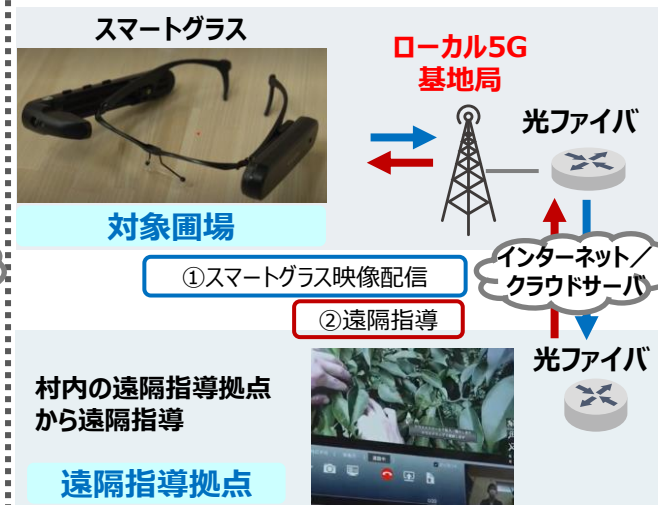 スマートグラス
ローカル5G
基地局
光ファイバ
対象圃場
インターネット／
クラウドサーバ
①スマートグラス映像配信
②遠隔指導
光ファイバ
村内の遠隔指導拠点
から遠隔指導
遠隔指導拠点